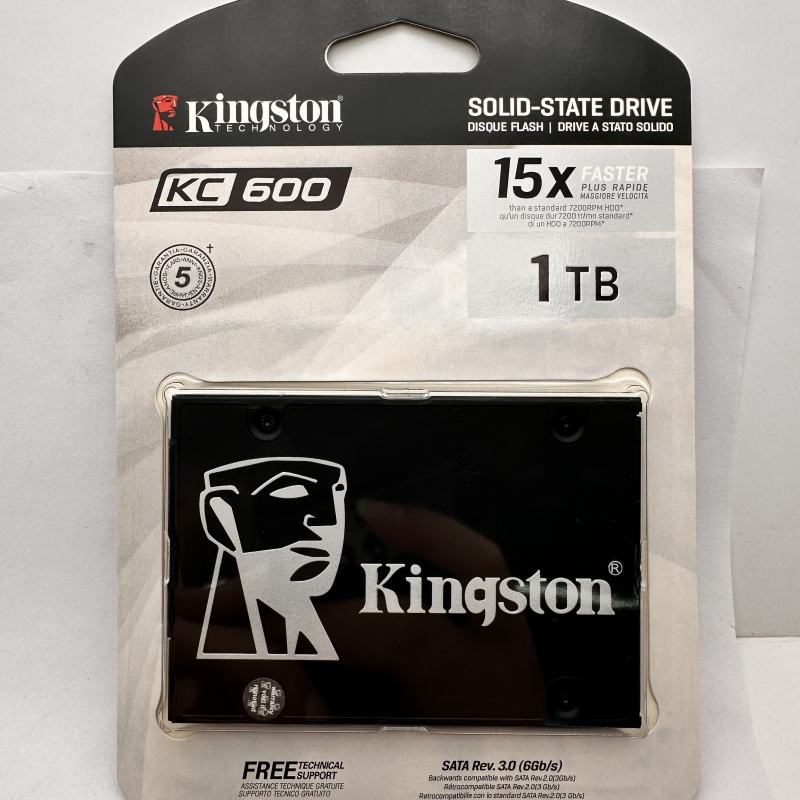 Kingston
TECHNOLOGY
SOLID-STATE DRIVE
DISQUE FLASH | DRIVE A STATO SOLIDO
KC 600
15x FASTER
PLUS RAPIDE
MAGGIORE VELOCITÀ
than a standard 7200RPM HDD*
qu'un disque dur 7200 tr/mn standard*
di un HDD a 7200RPM*
5
†
1 TB
Kingston®
warranty
void if
removed
FREE TECHNICAL SUPPORT
ASSISTANCE TECHNIQUE GRATUITE
SUPPORTO TECNICO GRATUITO
SATA Rev. 3.0 (6Gb/s)
Backwards compatible with SATA Rev.2.0(3Gb/s)
Rétrocompatible SATA Rev.2.0(3 Gb/s)
Retrocompatibile con lo standard SATA Rev.2.0(3 Gb/s)